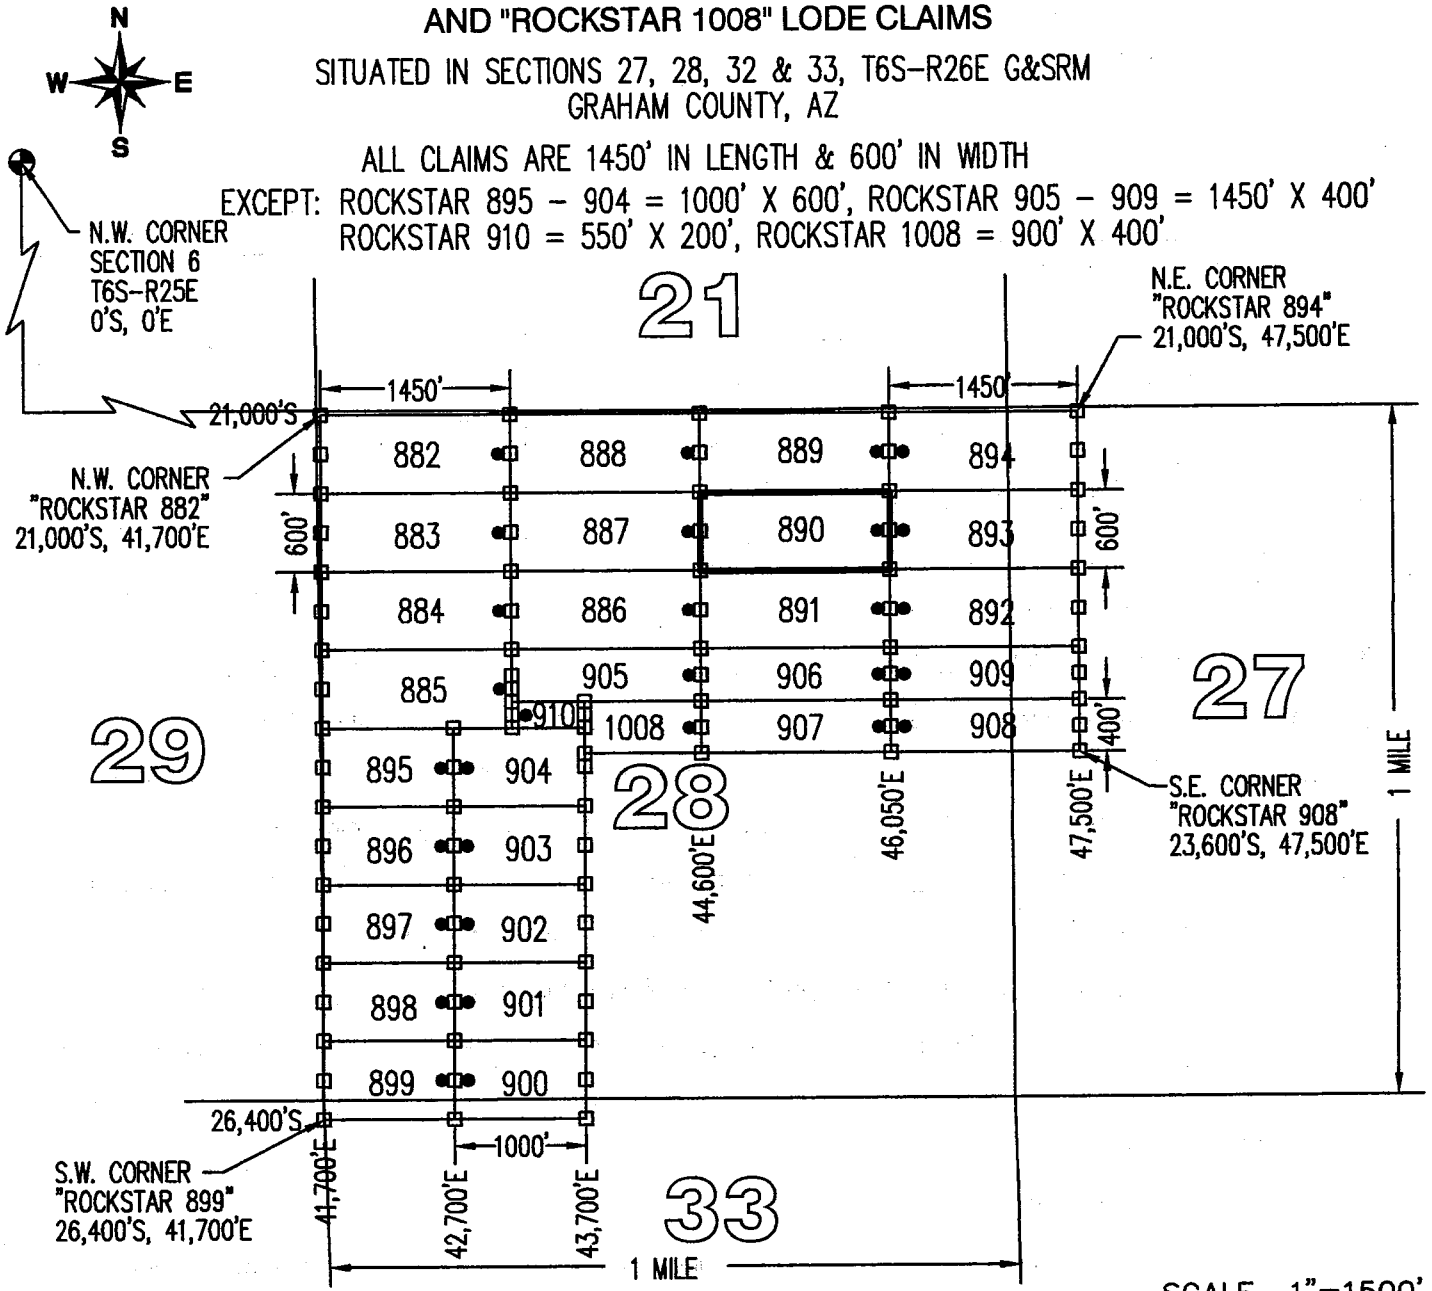 AND "ROCKSTAR 1008" LODE CLAIMS
SITUATED IN SECTIONS 27, 28, 32 & 33, T6S-R26E G&SRM
GRAHAM COUNTY, AZ
ALL CLAIMS ARE 1450' IN LENGTH & 600' IN WIDTH
EXCEPT: ROCKSTAR 895 - 904 = 1000' X 600', ROCKSTAR 905 - 909 = 1450' X 400'
ROCKSTAR 910 = 550' X 200', ROCKSTAR 1008 = 900' X 400'
N
W
E
S
N.W. CORNER
SECTION 6
T6S-R25E
0'S, 0'E
21
N.E. CORNER
"ROCKSTAR 894"
21,000'S, 47,500'E
1450'
1450'
21,000'S
N.W. CORNER
"ROCKSTAR 882"
21,000'S, 41,700'E
882
888
889
894
600'
883
887
890
893
600'
884
886
891
892
885
905
906
909
910
1008
907
908
400'
27
29
28
1 MILE
895
904
896
903
897
902
898
901
899
900
44,600'E
46,050'E
47,500'E
S.E. CORNER
"ROCKSTAR 908"
23,600'S, 47,500'E
26,400'S
S.W. CORNER
"ROCKSTAR 899"
26,400'S, 41,700'E
1000'
41,700'E
42,700'E
43,700'E
33
1 MILE
SCALE 1"=1500'